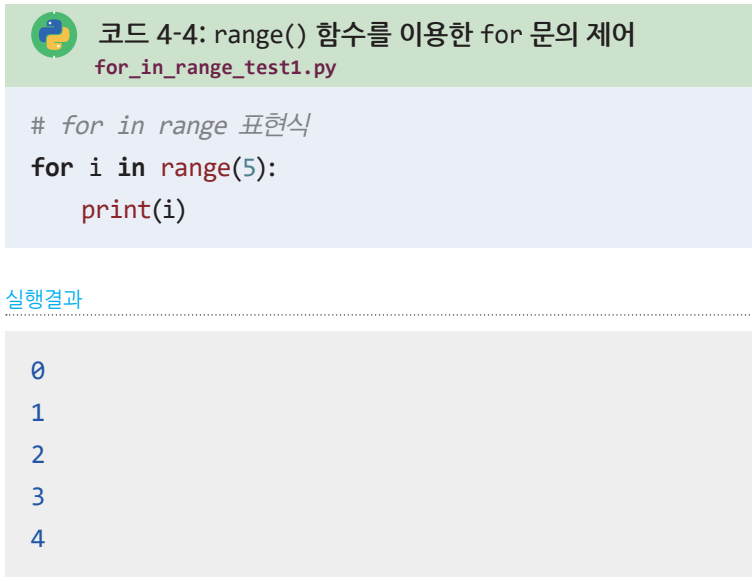 코드 4-4: range() 함수를 이용한 for 문의 제어
for_in_range_test1.py
# for in range 표현식
for i in range(5):
    print(i)
실행결과
0
1
2
3
4